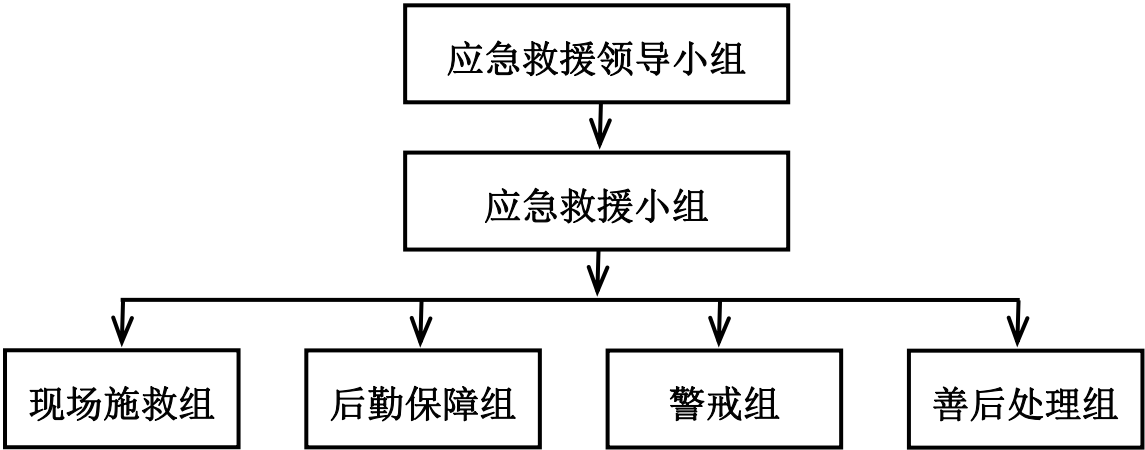 应急救援领导小组
应急救援小组
现场施救组
后勤保障组
警戒组
善后处理组